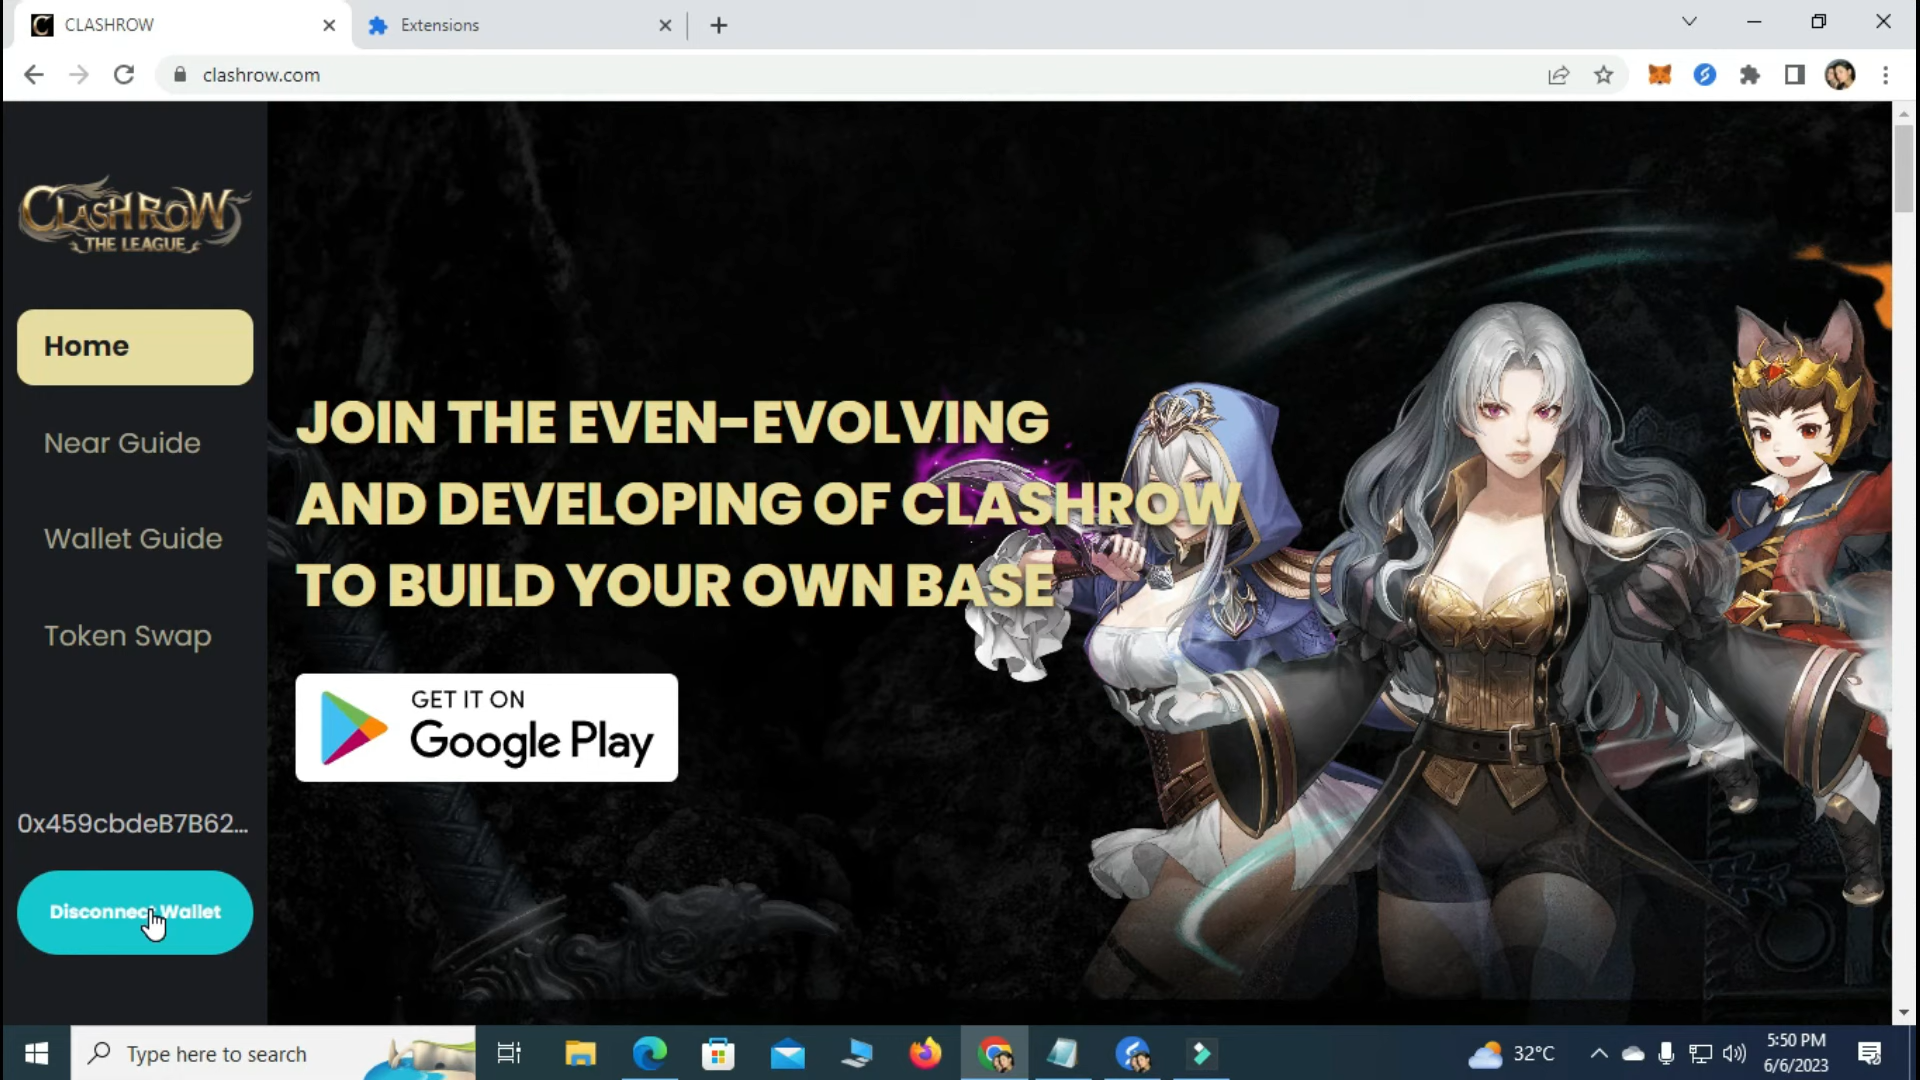 CLASHROW
Extensions
clashrow.com
CLASHROW
THE LEAGUE
Home
Near Guide
Wallet Guide
Token Swap
0x459cbdeB7B62...
Disconnect Wallet
JOIN THE EVEN-EVOLVING
AND DEVELOPING OF CLASHROW
TO BUILD YOUR OWN BASE
GET IT ON
Google Play
Type here to search
32°C
5:50 PM
6/6/2023